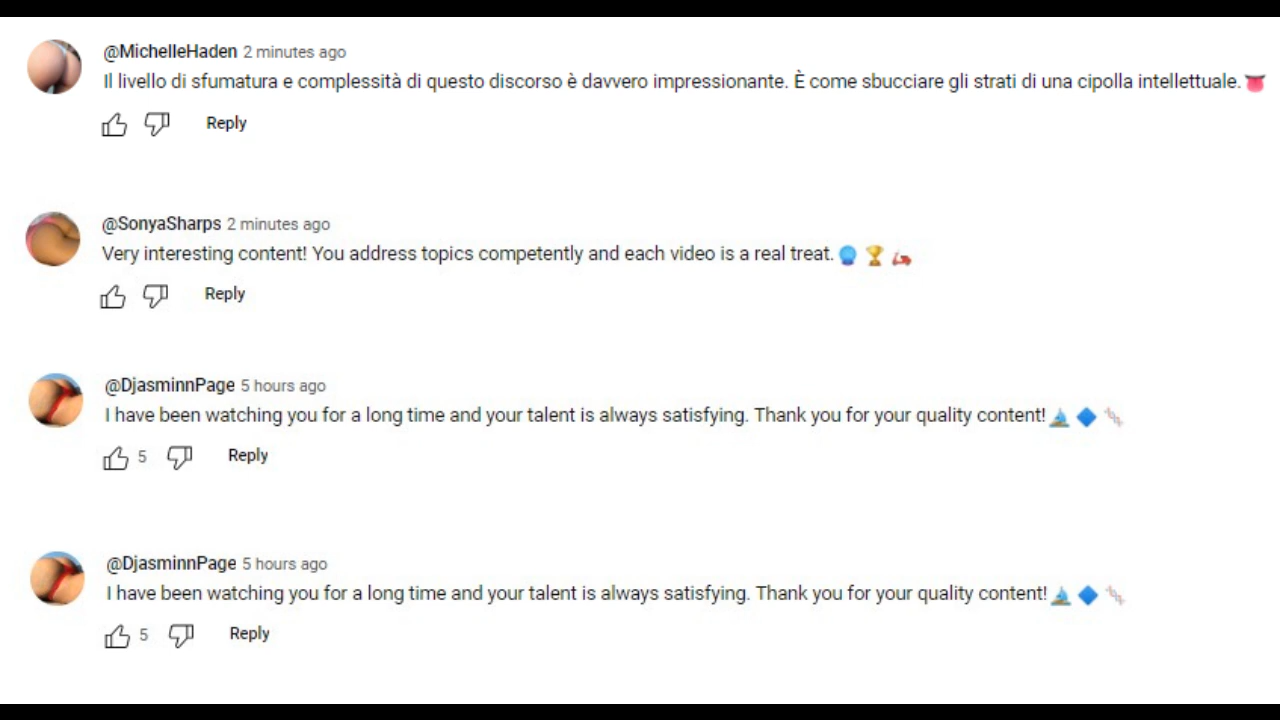 @MichelleHaden 2 minutes ago
Il livello di sfumatura e complessità di questo discorso è davvero impressionante. È come sbucciare gli strati di una cipolla intellettuale.👅
Reply
@SonyaSharps 2 minutes ago
Very interesting content! You address topics competently and each video is a real treat.🔮 🏆 🦽
Reply
@DjasminnPage 5 hours ago
I have been watching you for a long time and your talent is always satisfying. Thank you for your quality content!⛵ 🔷 🧬
5 Reply
@DjasminnPage 5 hours ago
I have been watching you for a long time and your talent is always satisfying. Thank you for your quality content!⛵ 🔷 🧬
5 Reply